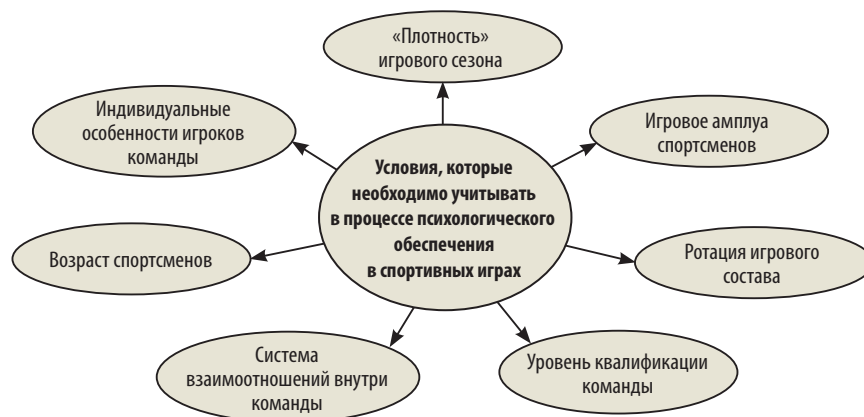 «Плотность»
игрового сезона
Индивидуальные
особенности игроков
команды
Игровое амплуа
спортсменов
Условия, которые
необходимо учитывать
в процессе психологического
обеспечения
в спортивных играх
Возраст спортсменов
Ротация игрового
состава
Система
взаимоотношений внутри
команды
Уровень квалификации
команды